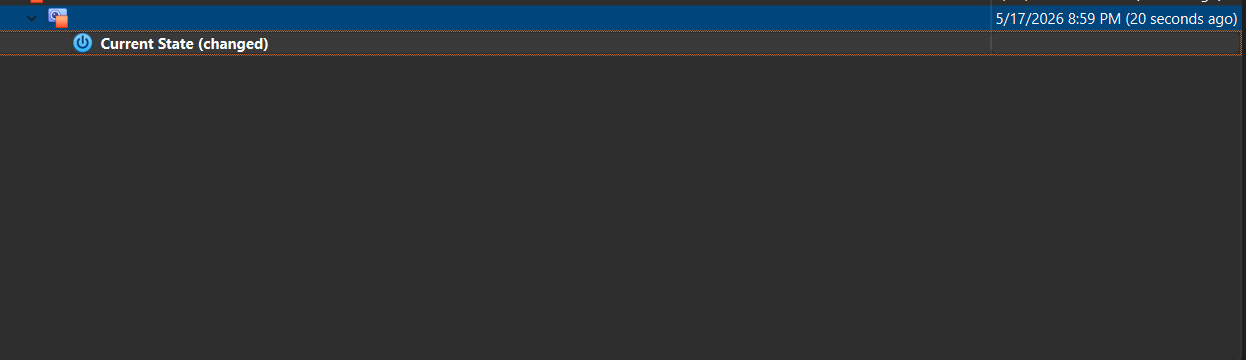 5/17/2026 8:59 PM (20 seconds ago)
Current State (changed)